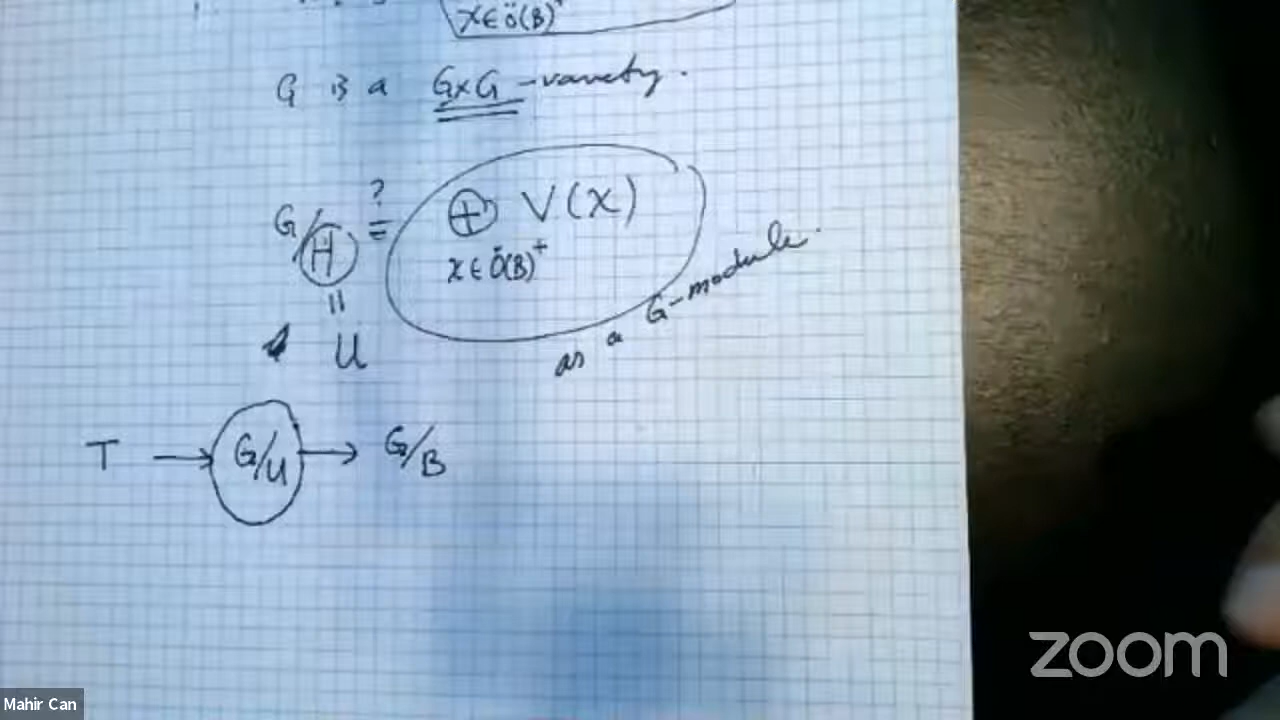 χ ∈ Ö(B)⁺
G is a G×G -variety.
G/H ?= ⊕ V(χ)
χ ∈ Ö(B)⁺
as a G-module.
=
U
T → G/U → G/B
zoom
Mahir Can